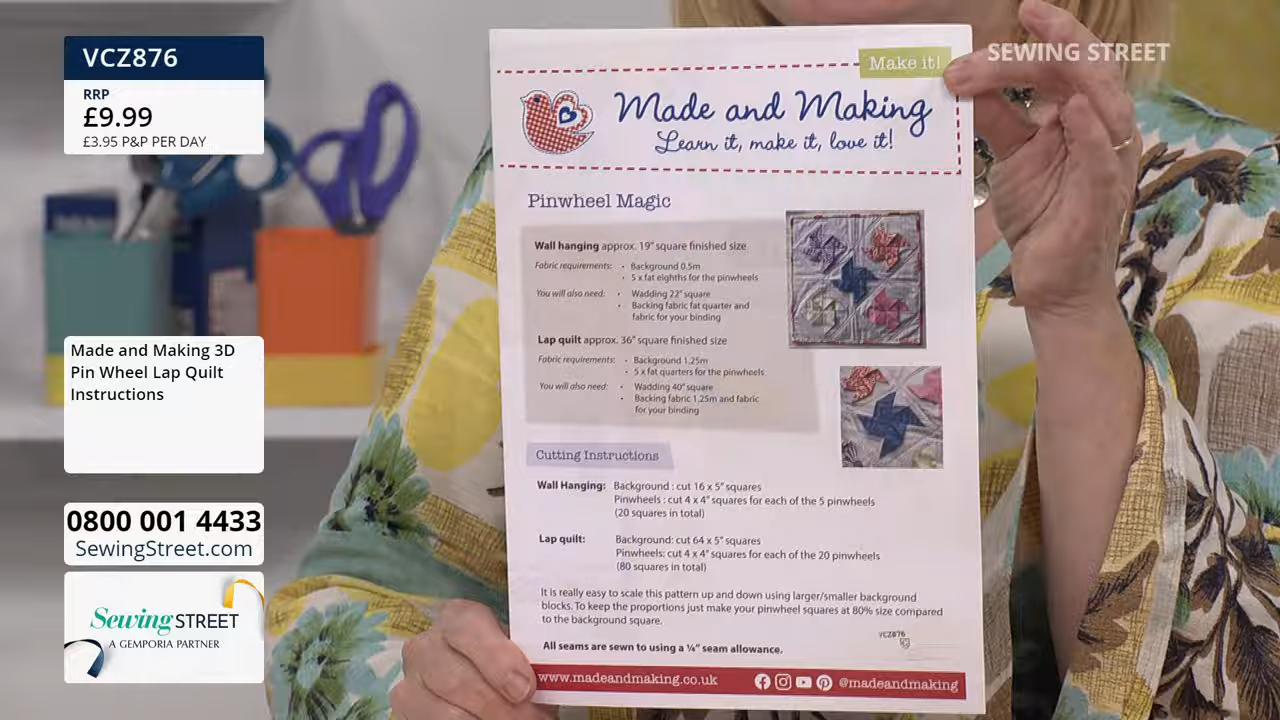 VCZ876
RRP
£9.99
£3.95 P&P PER DAY
Made and Making 3D
Pin Wheel Lap Quilt
Instructions
0800 001 4433
SewingStreet.com
Sewing STREET
A GEMPORIA PARTNER
SEWING STREET
Make it!
Made and Making
Learn it, make it, love it!
Pinwheel Magic
Wall hanging approx. 19" square finished size
Fabric requirements: • Background 0.5m
• 5 x fat eighths for the pinwheels
You will also need: • Wadding 22" square
• Backing fabric fat quarter and
fabric for your binding
Lap quilt approx. 36" square finished size
Fabric requirements: • Background 1.25m
• 5 x fat quarters for the pinwheels
You will also need: • Wadding 40" square
• Backing fabric 1.25m and fabric
for your binding
Cutting Instructions
Wall Hanging: Background : cut 16 x 5" squares
Pinwheels : cut 4 x 4" squares for each of the 5 pinwheels
(20 squares in total)
Lap quilt: Background: cut 64 x 5" squares
Pinwheels: cut 4 x 4" squares for each of the 20 pinwheels
(80 squares in total)
It is really easy to scale this pattern up and down using larger/smaller background
blocks. To keep the proportions just make your pinwheel squares at 80% size compared
to the background square.
All seams are sewn to using a ¼" seam allowance.
VCZ876
www.madeandmaking.co.uk @madeandmaking